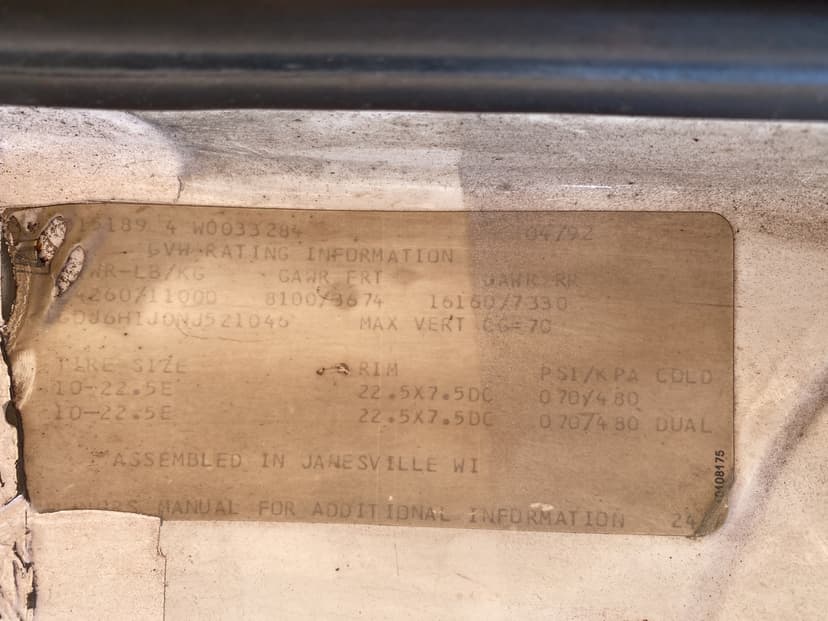 15189 4 W0033284 04/92
GVW RATING INFORMATION
WR-LB/KG GAWR FRT GAWR RR
4260/11000 8100/3674 16160/7330
MAX VERT CG=70
TIRE-SIZE RIM PSI/KPA COLD
10-22.5E 22.5X7.5DC 070/480
10-22.5E 22.5X7.5DC 070/480 DUAL
ASSEMBLED IN JANESVILLE WI
MANUAL FOR ADDITIONAL INFORMATION 24
0108175